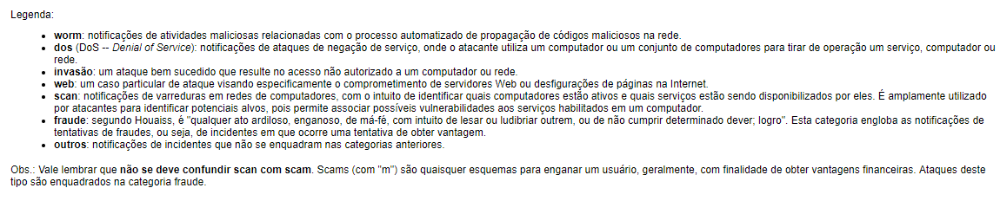 Legenda:
• worm: notificações de atividades maliciosas relacionadas com o processo automatizado de propagação de códigos maliciosos na rede.
• dos (DoS -- Denial of Service): notificações de ataques de negação de serviço, onde o atacante utiliza um computador ou um conjunto de computadores para tirar de operação um serviço, computador ou
rede.
• invasão: um ataque bem sucedido que resulte no acesso não autorizado a um computador ou rede.
• web: um caso particular de ataque visando especificamente o comprometimento de servidores Web ou desfigurações de páginas na Internet.
• scan: notificações de varreduras em redes de computadores, com o intuito de identificar quais computadores estão ativos e quais serviços estão sendo disponibilizados por eles. É amplamente utilizado
por atacantes para identificar potenciais alvos, pois permite associar possíveis vulnerabilidades aos serviços habilitados em um computador.
• fraude: segundo Houaiss, é "qualquer ato ardiloso, enganoso, de má-fé, com intuito de lesar ou ludibriar outrem, ou de não cumprir determinado dever; logro". Esta categoria engloba as notificações de
tentativas de fraudes, ou seja, de incidentes em que ocorre uma tentativa de obter vantagem.
• outros: notificações de incidentes que não se enquadram nas categorias anteriores.
Obs.: Vale lembrar que não se deve confundir scan com scam. Scams (com "m") são quaisquer esquemas para enganar um usuário, geralmente, com finalidade de obter vantagens financeiras. Ataques deste
tipo são enquadrados na categoria fraude.